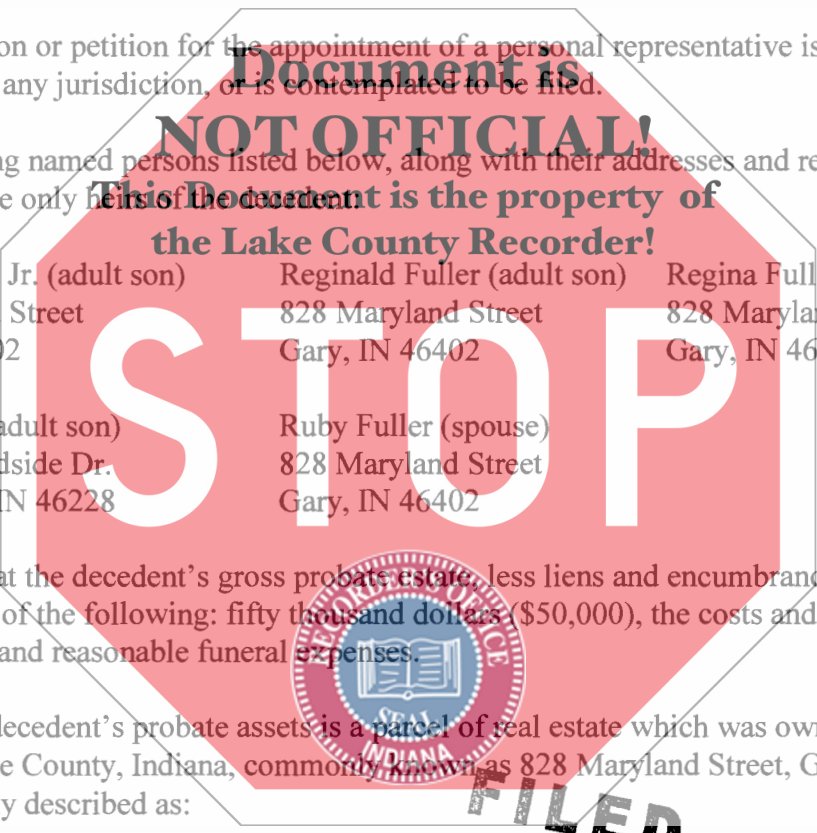 on or petition for the appointment of a personal representative is
any jurisdiction, or is contemplated to be filed.
Document is
NOT OFFICIAL!
ng named persons listed below, along with their addresses and re
e only heirs of the decedent:
This Document is the property of
the Lake County Recorder!
Jr. (adult son) Reginald Fuller (adult son) Regina Full
Street 828 Maryland Street 828 Maryla
02 Gary, IN 46402 Gary, IN 46
STOP
adult son) Ruby Fuller (spouse)
dside Dr. 828 Maryland Street
IN 46228 Gary, IN 46402
at the decedent's gross probate estate, less liens and encumbranc
of the following: fifty thousand dollars ($50,000), the costs and
and reasonable funeral expenses.
RECORDER'S OFFICE
SEAL
INDIANA
decedent's probate assets is a parcel of real estate which was own
e County, Indiana, commonly known as 828 Maryland Street, G
y described as:
FILED